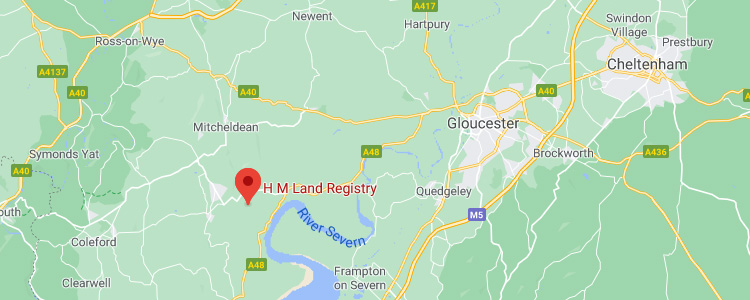 Newent
A417
Hartpury
Swindon
Village
Prestbury
Ross-on-Wye
Cheltenham
A4137
A40
A40
A40
Mitcheldean
Gloucester
Symonds Yat
A48
Brockworth
A436
A40
H M Land Registry
Quedgeley
outh
River Severn
M5
Coleford
A48
Frampton
on Severn
Clearwell